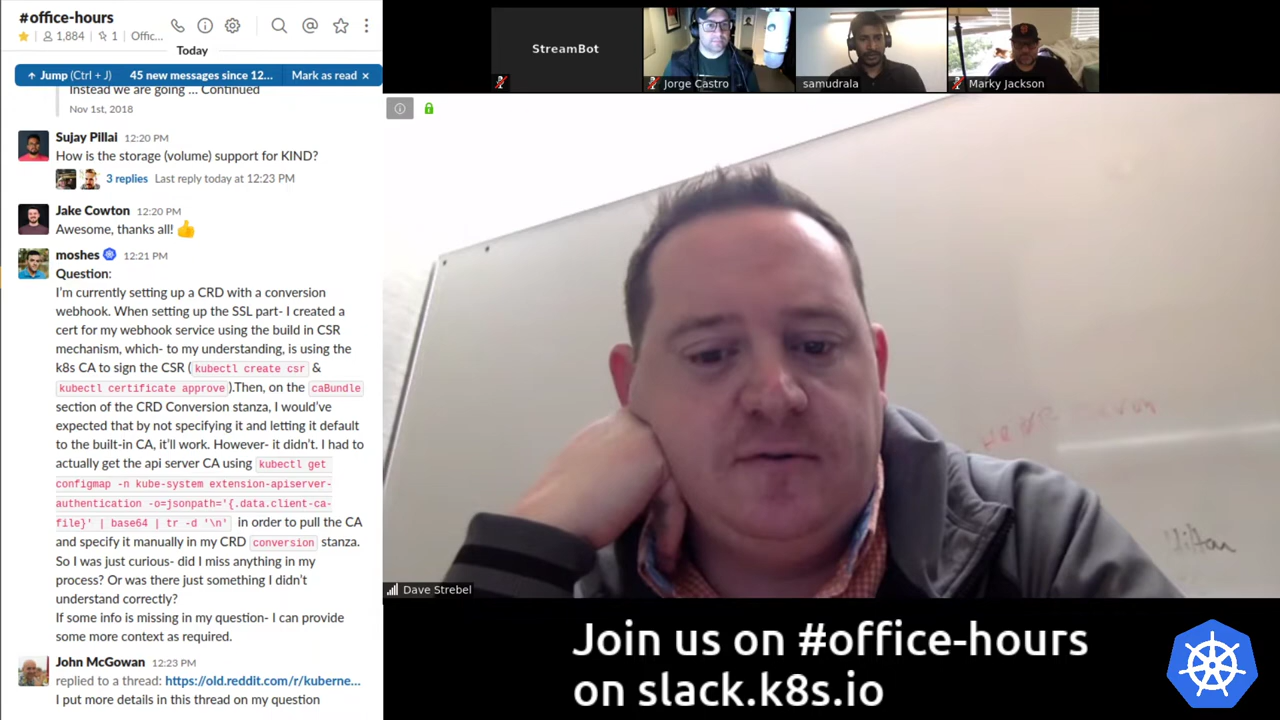 #office-hours
1,884
1
Offic...
Today
Jump (Ctrl + J) 45 new messages since 12... Mark as read ×
Instead we are going ... Continued
Nov 1st, 2018
Sujay Pillai 12:20 PM
How is the storage (volume) support for KIND?
3 replies Last reply today at 12:23 PM
Jake Cowton 12:20 PM
Awesome, thanks all!
moshes 12:21 PM
Question:
I'm currently setting up a CRD with a conversion
webhook. When setting up the SSL part- I created a
cert for my webhook service using the build in CSR
mechanism, which- to my understanding, is using the
k8s CA to sign the CSR (kubectl create csr &
kubectl certificate approve).Then, on the caBundle
section of the CRD Conversion stanza, I would've
expected that by not specifying it and letting it default
to the built-in CA, it'll work. However- it didn't. I had to
actually get the api server CA using kubectl get
configmap -n kube-system extension-apiserver-
authentication -o=jsonpath='{.data.client-ca-
file}' | base64 | tr -d '\n' in order to pull the CA
and specify it manually in my CRD conversion stanza.
So I was just curious- did I miss anything in my
process? Or was there just something I didn't
understand correctly?
If some info is missing in my question- I can provide
some more context as required.
John McGowan 12:23 PM
replied to a thread: https://old.reddit.com/r/kuberne...
I put more details in this thread on my question
StreamBot
Jorge Castro
samudrala
Marky Jackson
Dave Strebel
Join us on #office-hours
on slack.k8s.io